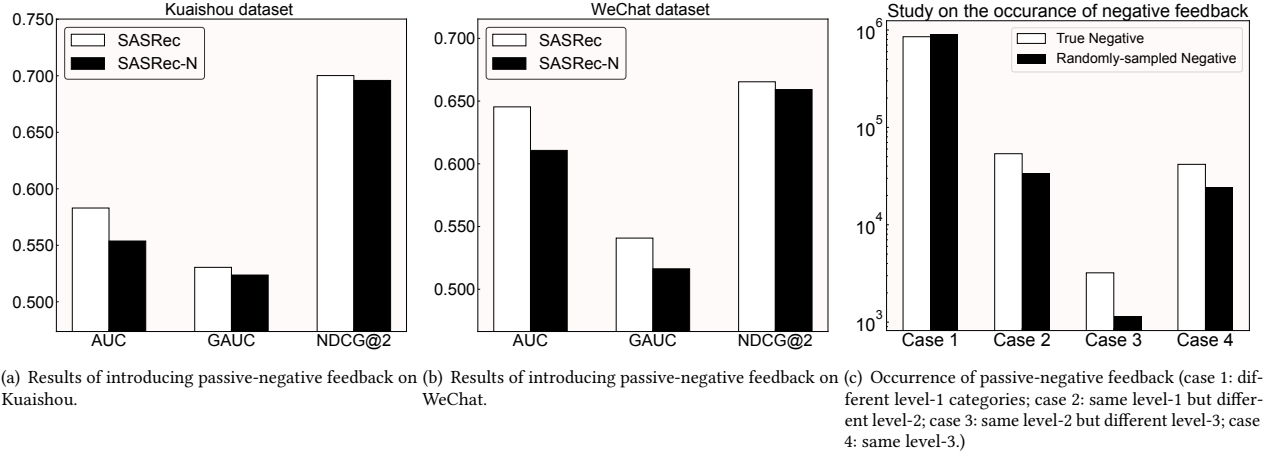 Kuaishou dataset
0.750
0.700
0.650
0.600
0.550
0.500
SASRec
SASRec-N
AUC
GAUC
NDCG@2
WeChat dataset
0.700
0.650
0.600
0.550
0.500
SASRec
SASRec-N
AUC
GAUC
NDCG@2
Study on the occurance of negative feedback
10^6
10^5
10^4
10^3
True Negative
Randomly-sampled Negative
Case 1
Case 2
Case 3
Case 4
(a) Results of introducing passive-negative feedback on
Kuaishou.
(b) Results of introducing passive-negative feedback on
WeChat.
(c) Occurrence of passive-negative feedback (case 1: dif-
ferent level-1 categories; case 2: same level-1 but differ-
ent level-2; case 3: same level-2 but different level-3; case
4: same level-3.)